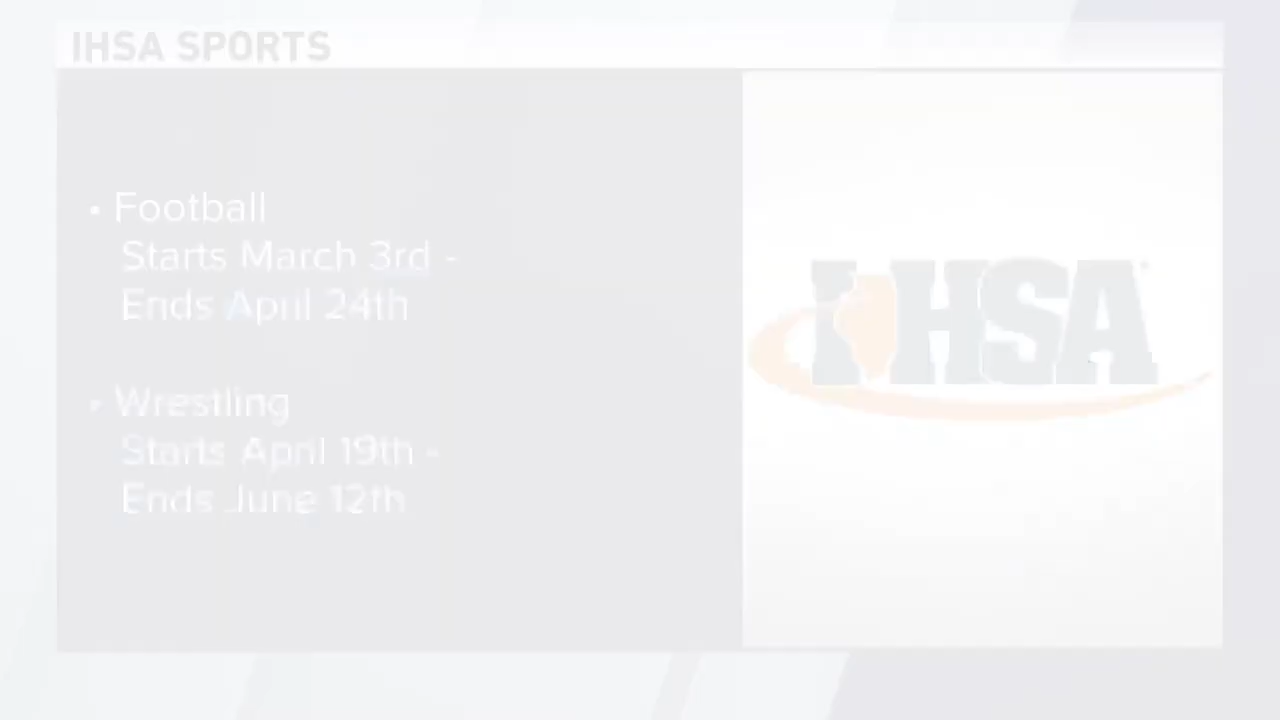 IHSA SPORTS
• Football
Starts March 3rd -
Ends April 24th
• Wrestling
Starts April 19th -
Ends June 12th
IHSA